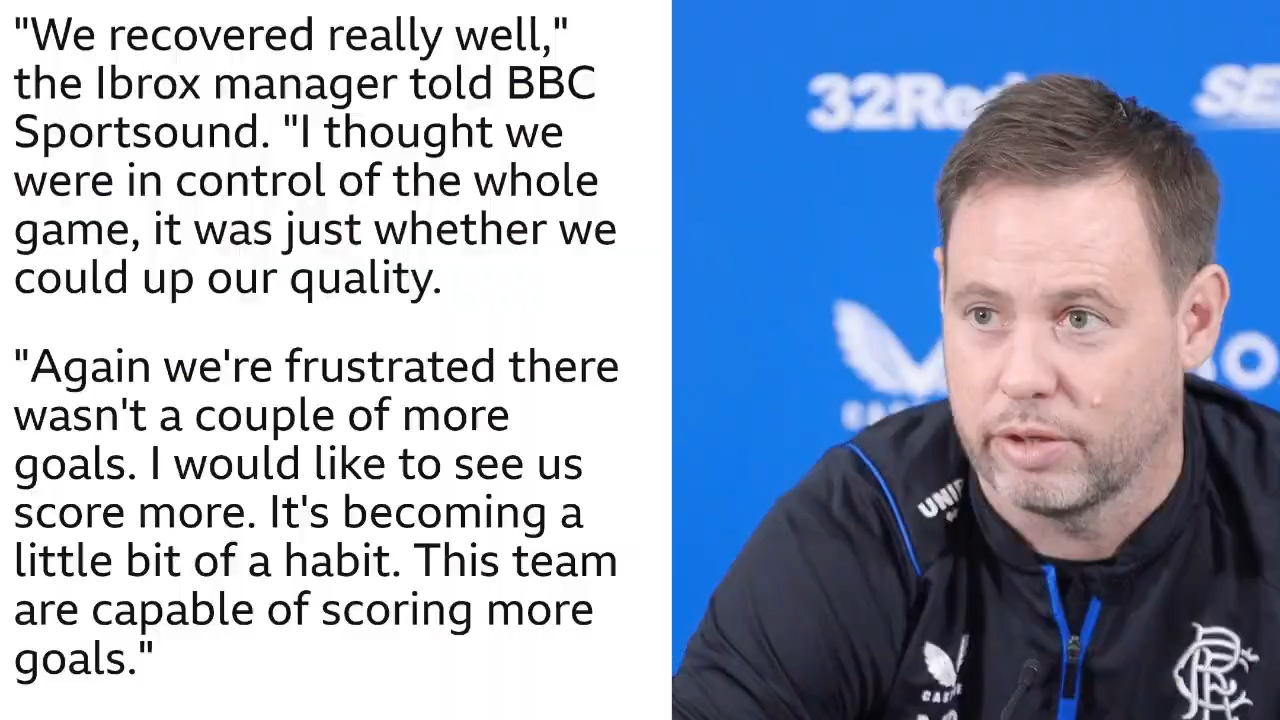 "We recovered really well,"
the Ibrox manager told BBC
Sportsound. "I thought we
were in control of the whole
game, it was just whether we
could up our quality.
"Again we're frustrated there
wasn't a couple of more
goals. I would like to see us
score more. It's becoming a
little bit of a habit. This team
are capable of scoring more
goals."
32Red